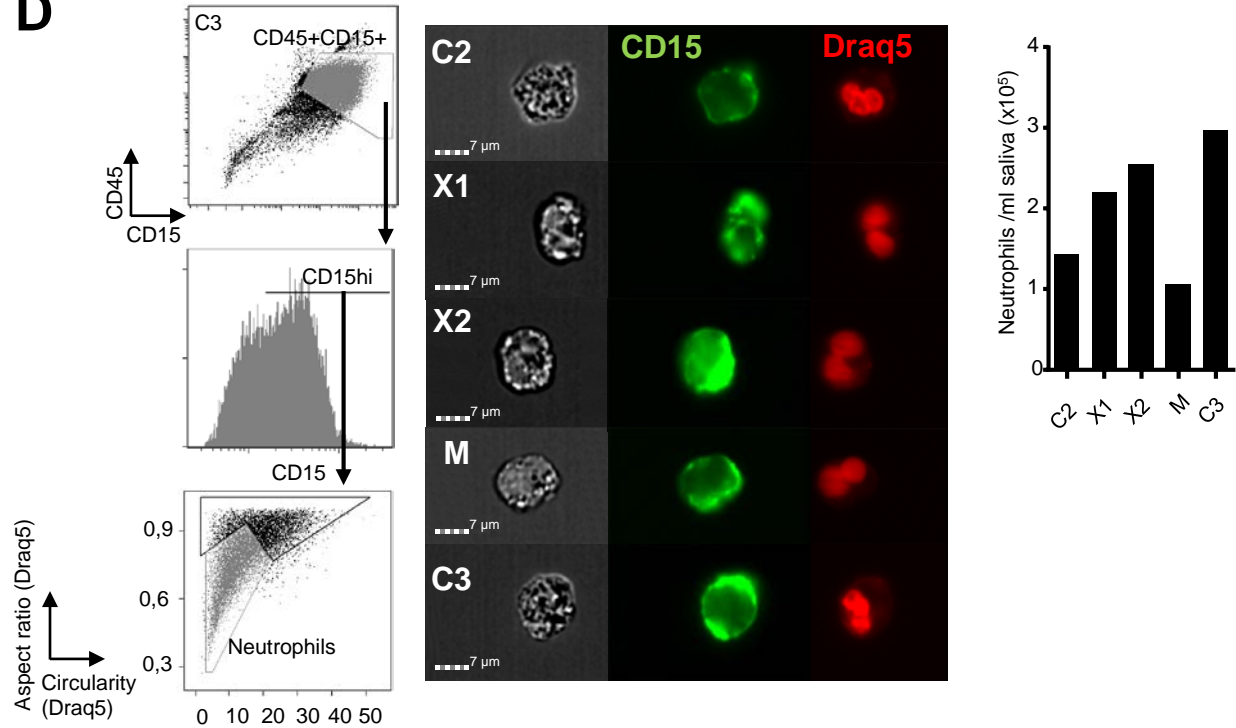 D
C3
CD45+CD15+
CD45
CD15
CD15hi
CD15
Aspect ratio (Draq5)
0,9
0,6
0,3
Neutrophils
Circularity
(Draq5)
0 10 20 30 40 50
CD15
Draq5
C2
7 µm
X1
7 µm
X2
7 µm
M
7 µm
C3
7 µm
Neutrophils /ml saliva (x10⁵)
4
3
2
1
0
C2 X1 X2 M C3